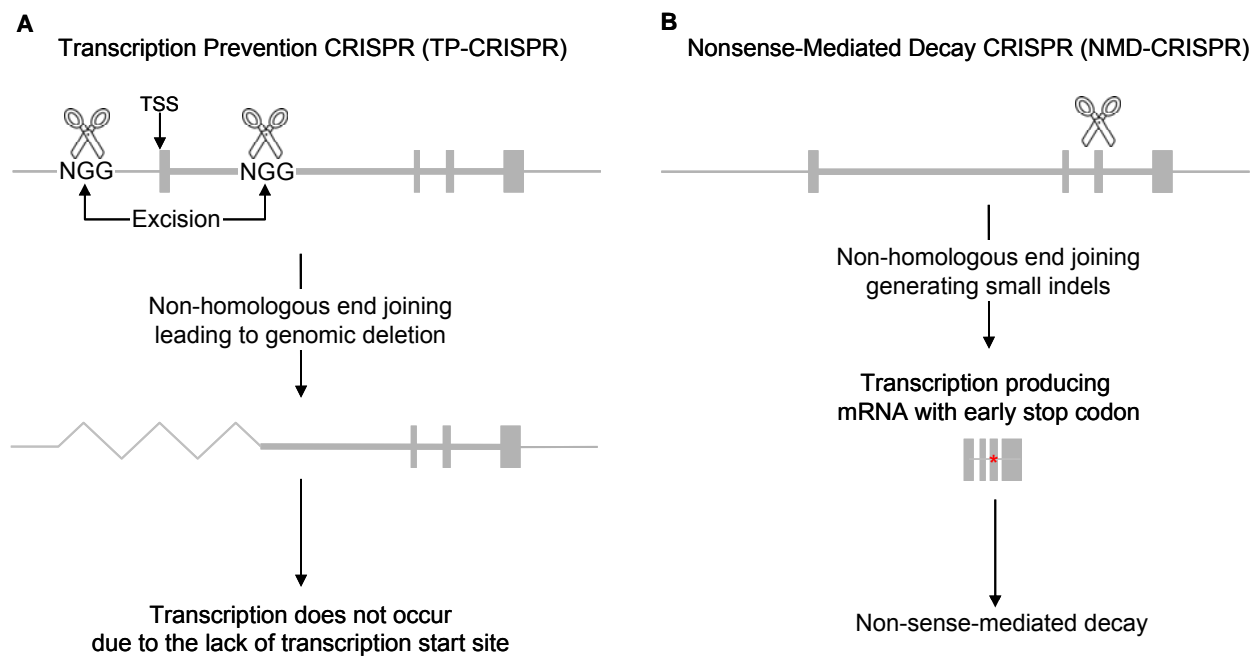 A
Transcription Prevention CRISPR (TP-CRISPR)
TSS
NGG
NGG
Excision
Non-homologous end joining
leading to genomic deletion
Transcription does not occur
due to the lack of transcription start site
B
Nonsense-Mediated Decay CRISPR (NMD-CRISPR)
Non-homologous end joining
generating small indels
Transcription producing
mRNA with early stop codon
*
Non-sense-mediated decay